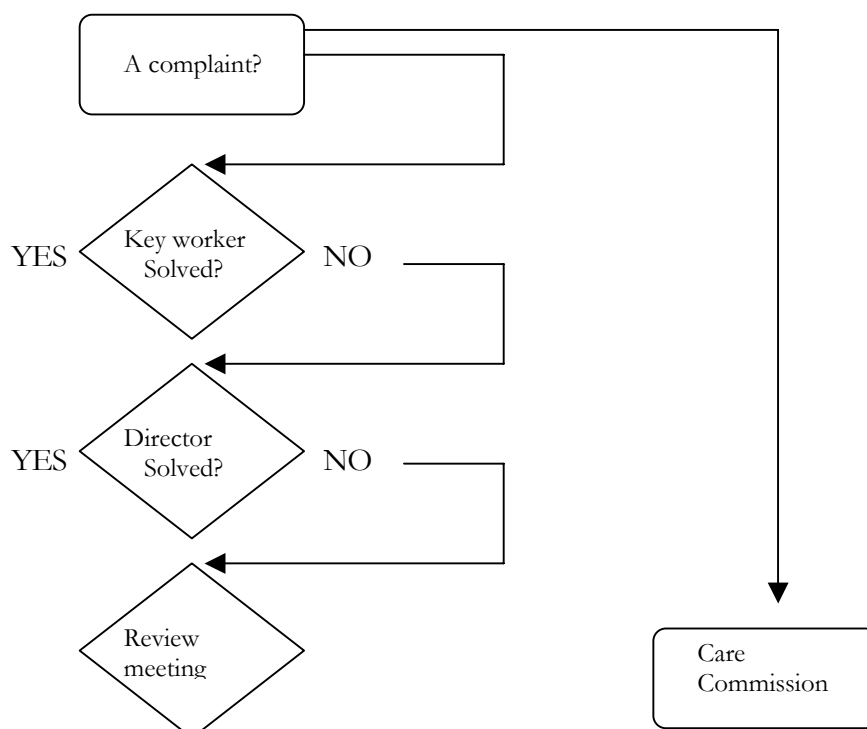 A complaint?
Key worker
YES
NO
Solved?
Director
YES
NO
Solved?
Review
meeting
Care
Commission